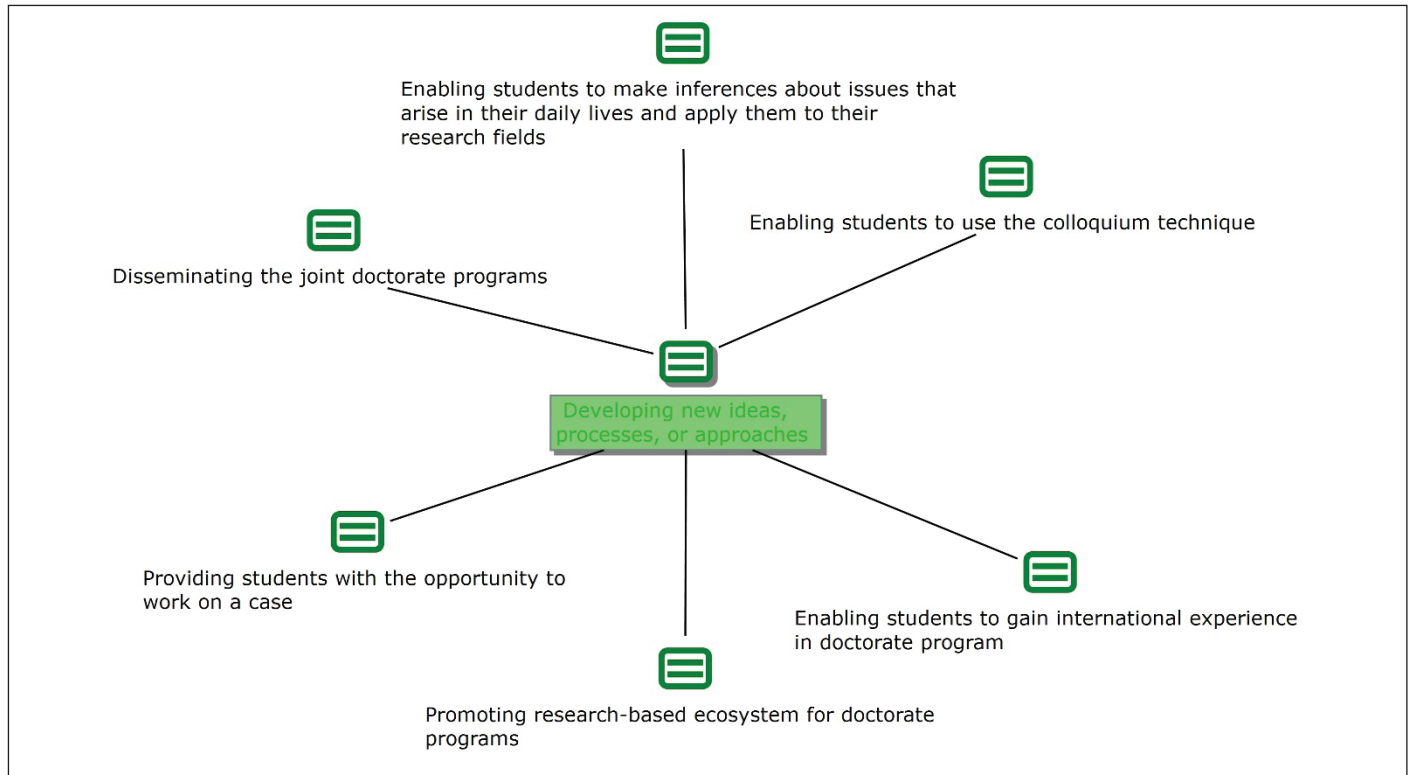 Enabling students to make inferences about issues that
arise in their daily lives and apply them to their
research fields
Enabling students to use the colloquium technique
Disseminating the joint doctorate programs
Developing new ideas,
processes, or approaches
Providing students with the opportunity to
work on a case
Enabling students to gain international experience
in doctorate program
Promoting research-based ecosystem for doctorate
programs